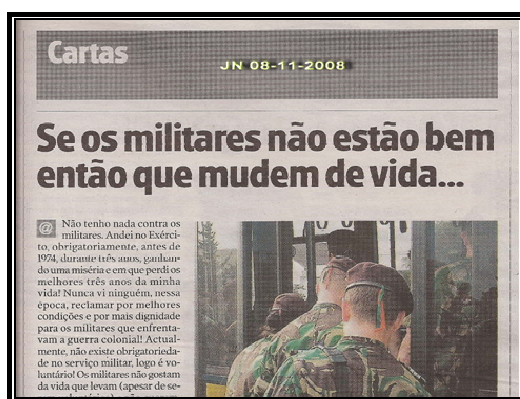 Cartas
JN 08-11-2008
Se os militares não estão bem
então que mudem de vida...
@ Não tenho nada contra os
militares. Andei no Exérci-
to, obrigatoriamente, antes de
1974, durante três anos, ganhan-
do uma miséria e em que perdi os
melhores três anos da minha
vida! Nunca vi ninguém, nessa
época, reclamar por melhores
condições e por mais dignidade
para os militares que enfrenta-
vam a guerra colonial! Actual-
mente, não existe obrigatorieda-
de no serviço militar, logo é vo-
luntário! Os militares não gostam
da vida que levam (apesar de se-